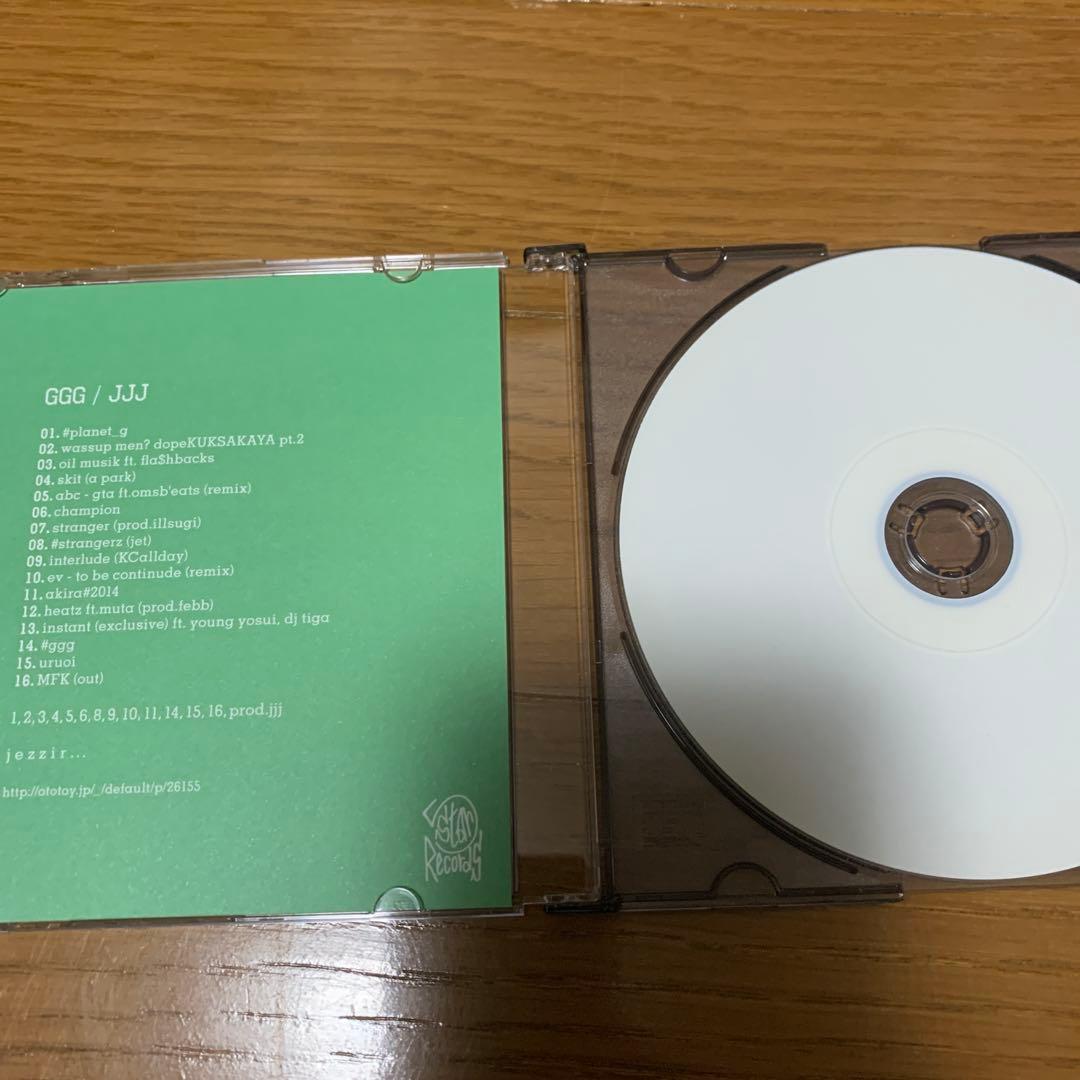 GGG / JJJ
01. #planet_g
02. wassup men? dopeKUKSAKAYA pt.2
03. oil musik ft. fla$hbacks
04. skit (a park)
05. abc - gta ft.omsb'eats (remix)
06. champion
07. stranger (prod.illsugi)
08. #strangerz (jet)
09. interlude (KCallday)
10. ev - to be continude (remix)
11. akira#2014
12. heatz ft.muta (prod.febb)
13. instant (exclusive) ft. young yosui, dj tiga
14. #ggg
15. uruoi
16. MFK (out)
1,2,3,4,5,6,8,9,10,11,14,15,16,prod.jjj
jezzir...
http://ototoy.jp/_/default/p/26155
star
Records